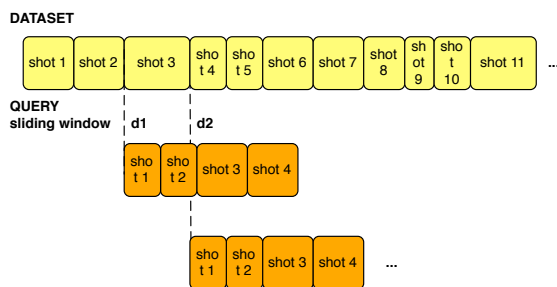 DATASET
shot 1 shot 2 shot 3 sho shot 6 shot 7 shot sh sho shot 11 ...
t 4 sho
t 5 8 ot
9 t
10
QUERY
sliding window d1 d2
sho
t 1 sho
t 2 shot 3 shot 4
sho
t 1 sho
t 2 shot 3 shot 4 ...